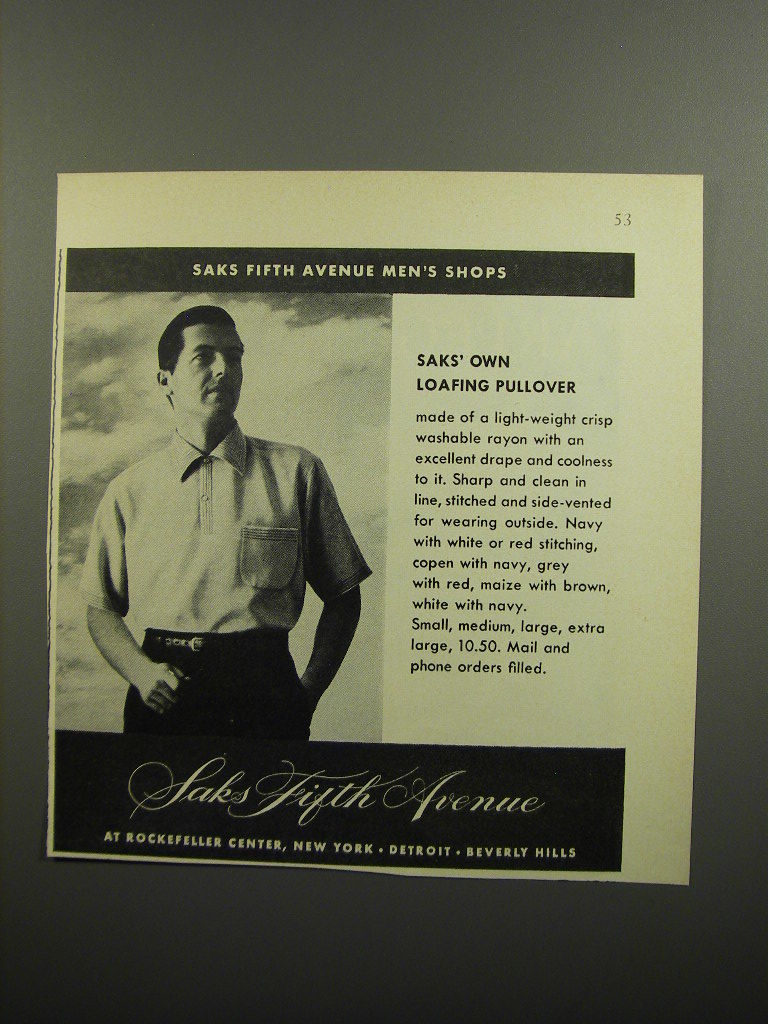 53
SAKS FIFTH AVENUE MEN'S SHOPS
SAKS' OWN
LOAFING PULLOVER
made of a light-weight crisp
washable rayon with an
excellent drape and coolness
to it. Sharp and clean in
line, stitched and side-vented
for wearing outside. Navy
with white or red stitching,
copen with navy, grey
with red, maize with brown,
white with navy.
Small, medium, large, extra
large, 10.50. Mail and
phone orders filled.
Saks Fifth Avenue
AT ROCKEFELLER CENTER, NEW YORK • DETROIT • BEVERLY HILLS